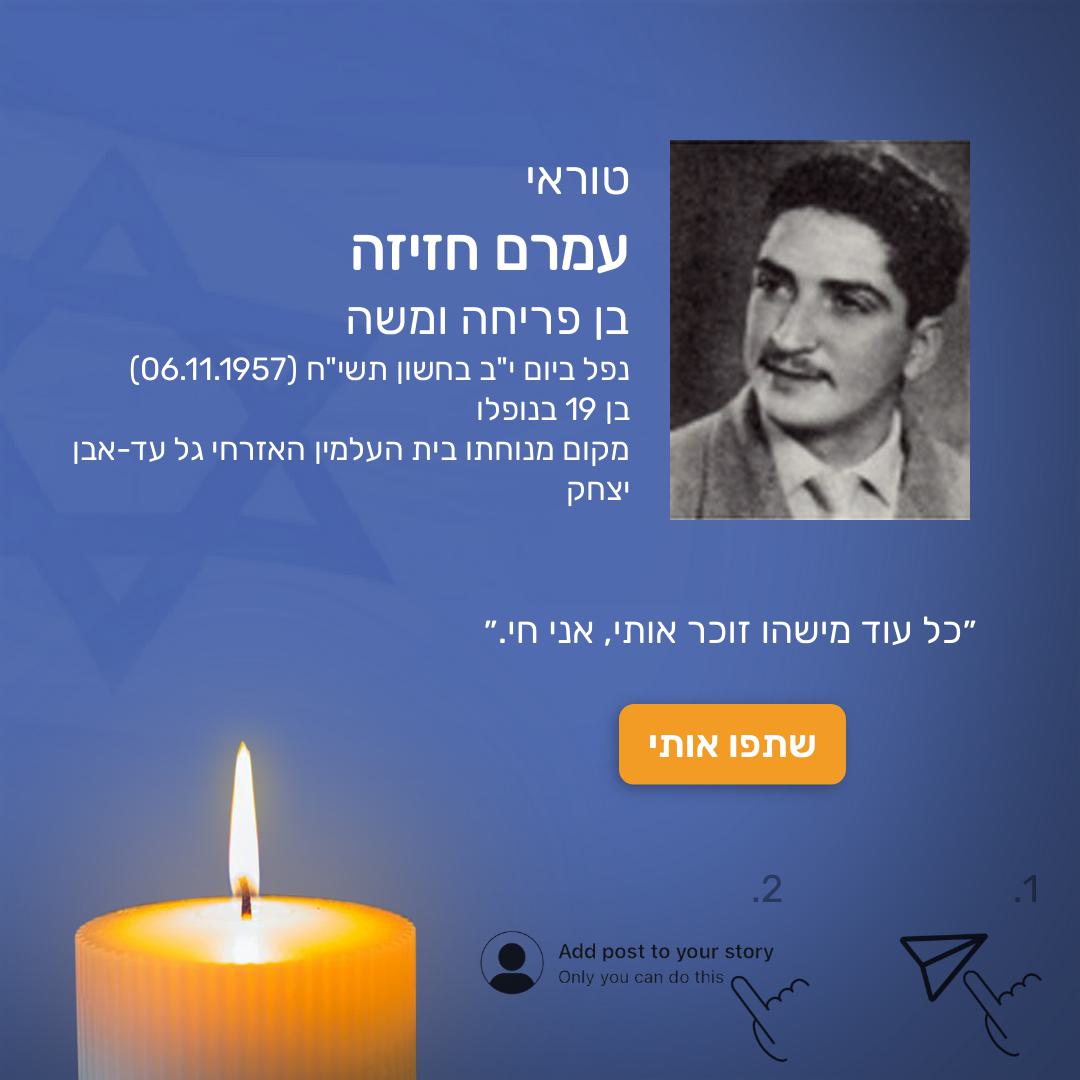 טוראי
עמרם חזיזה
בן פריחה ומשה
נפל ביום י"ב בחשון תשי"ח (06.11.1957)
בן 19 בנופלו
מקום מנוחתו בית העלמין האזרחי גל עד-אבן
יצחק
״כל עוד מישהו זוכר אותי, אני חי.״
שתפו אותי
.1
.2
Add post to your story
Only you can do this